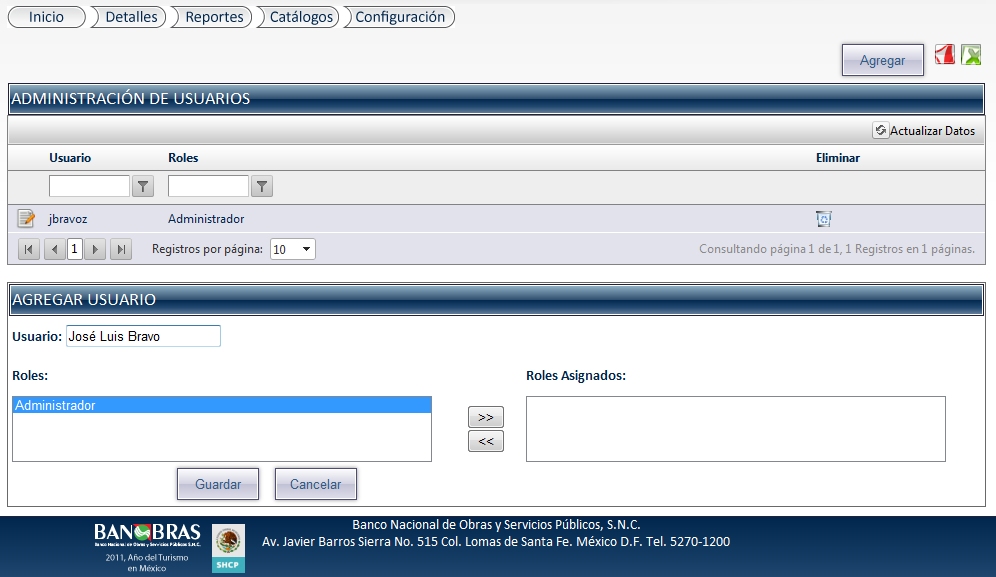 Inicio Detalles Reportes Catálogos Configuración
Agregar
ADMINISTRACIÓN DE USUARIOS
Actualizar Datos
Usuario Roles Eliminar
jbravoz Administrador
1 Registros por página: 10 Consultando página 1 de 1, 1 Registros en 1 páginas.
AGREGAR USUARIO
Usuario: José Luis Bravo
Roles: Roles Asignados:
Administrador
>>
<<
Guardar Cancelar
Banco Nacional de Obras y Servicios Públicos, S.N.C.
Av. Javier Barros Sierra No. 515 Col. Lomas de Santa Fe. México D.F. Tel. 5270-1200
BANOBRAS
Banco Nacional de Obras y Servicios Públicos S.N.C.
2011, Año del Turismo
en México
SHCP